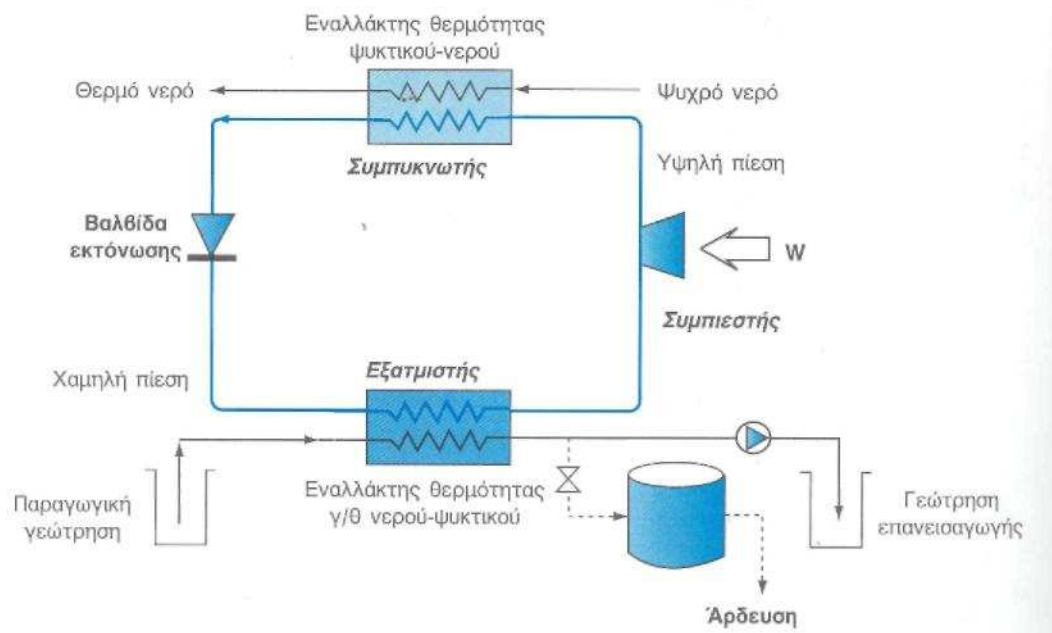 Εναλλάκτης θερμότητας
ψυκτικού-νερού
Θερμό νερό
Ψυχρό νερό
Συμπυκνωτής
Υψηλή πίεση
Βαλβίδα
εκτόνωσης
W
Συμπιεστής
Χαμηλή πίεση
Εξατμιστής
Παραγωγική
γεώτρηση
Εναλλάκτης θερμότητας
γ/θ νερού-ψυκτικού
Γεώτρηση
επανεισαγωγής
Άρδευση